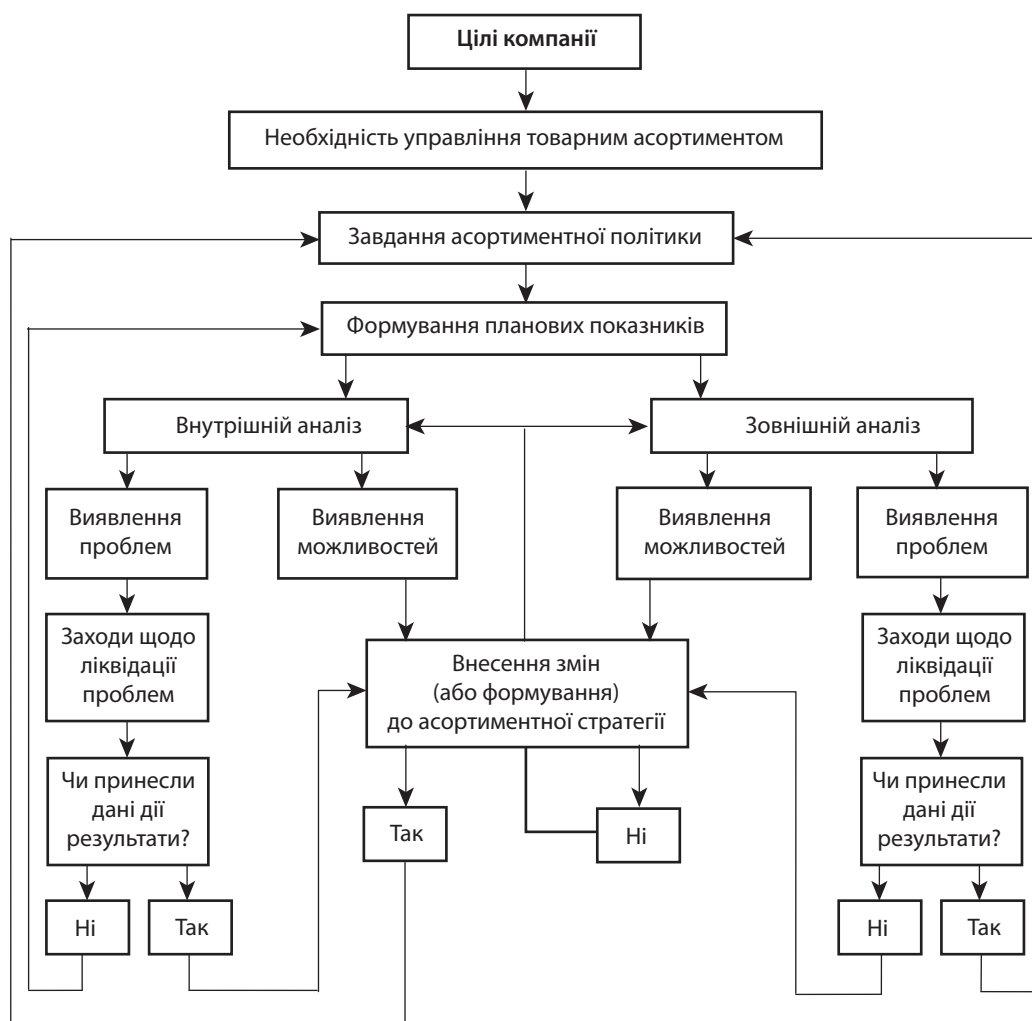 Цілі компанії
Необхідність управління товарним асортиментом
Завдання асортиментної політики
Формування планових показників
Внутрішній аналіз
Зовнішній аналіз
Виявлення
проблем
Виявлення
можливостей
Виявлення
можливостей
Виявлення
проблем
Заходи щодо
ліквідації
проблем
Внесення змін
(або формування)
до асортиментної стратегії
Заходи щодо
ліквідації
проблем
Чи принесли
дані дії
результати?
Так
Ні
Чи принесли
дані дії
результати?
Ні
Так
Ні
Так